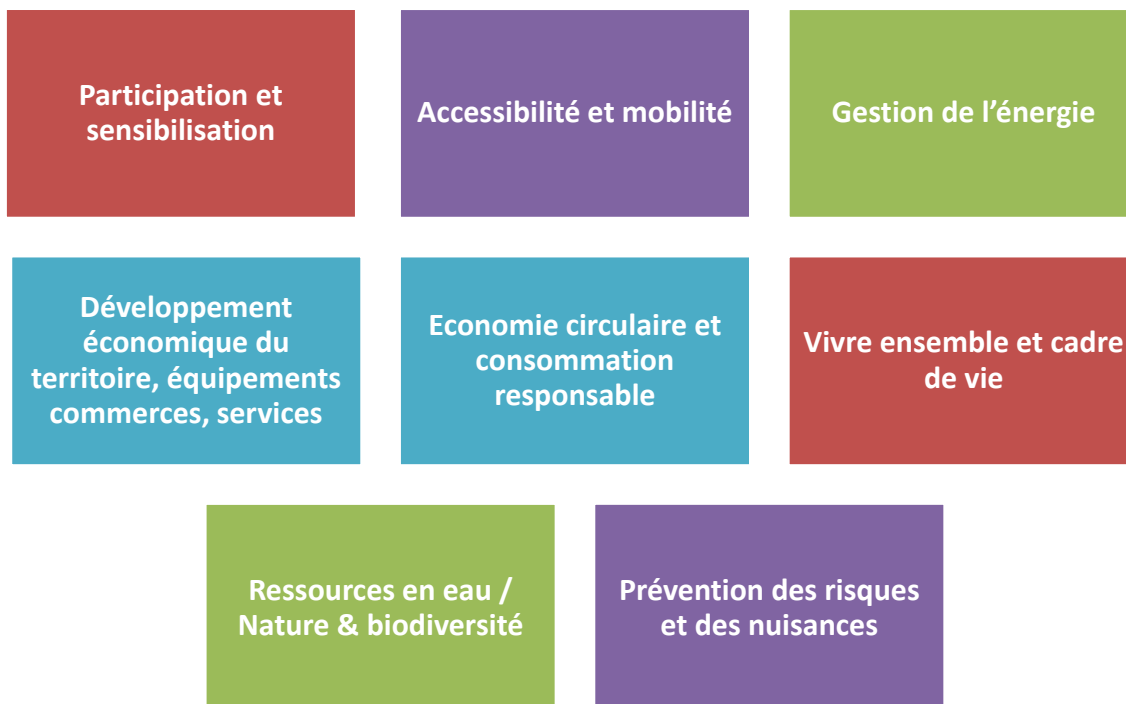 Participation et
sensibilisation
Accessibilité et mobilité
Gestion de l’énergie
Développement
économique du
territoire, équipements
commerces, services
Economie circulaire et
consommation
responsable
Vivre ensemble et cadre
de vie
Ressources en eau /
Nature & biodiversité
Prévention des risques
et des nuisances